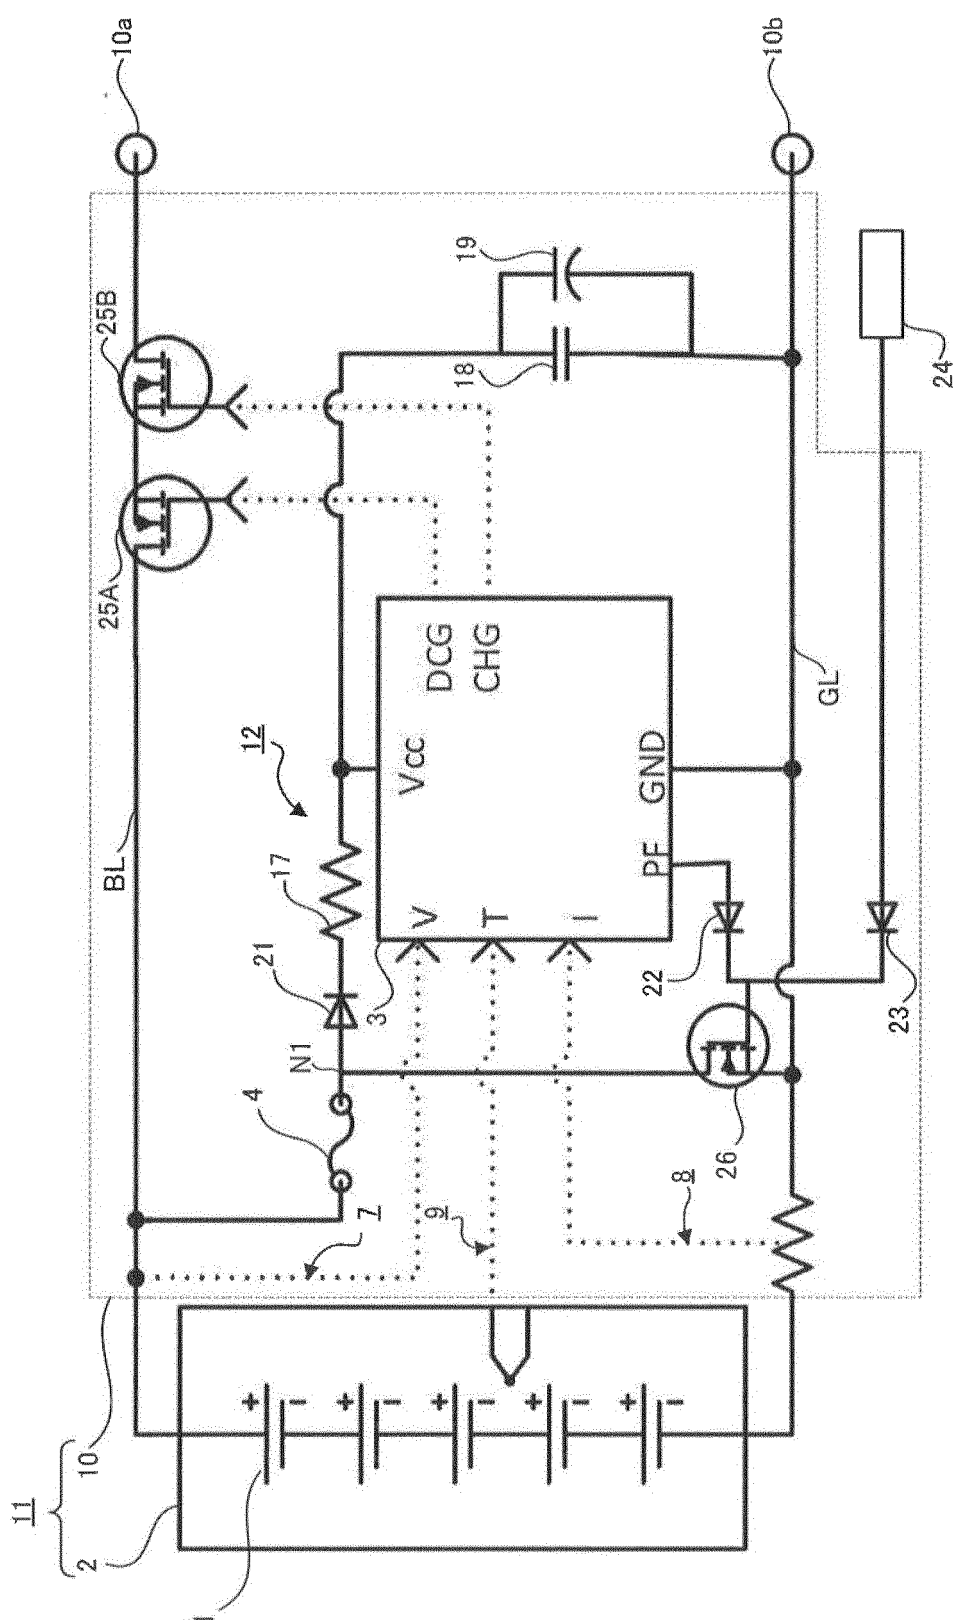 11
2
10
BL
25A
25B
10a
10b
12
N1
21
17
4
7
9
8
3
V
T
I
Vcc
DCG
CHG
PF
GND
18
19
22
23
24
26
GL
+
−
+
−
+
−
+
−
+
−